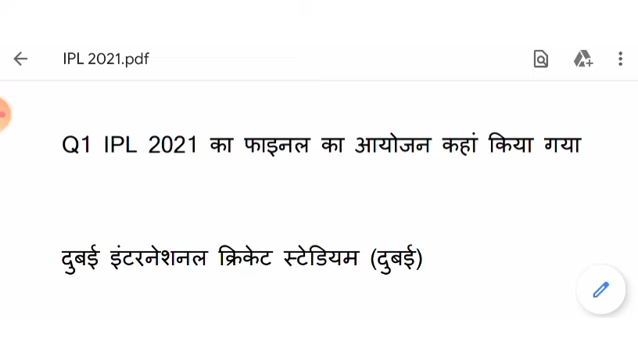 IPL 2021.pdf
Q1 IPL 2021 का फाइनल का आयोजन कहां किया गया
दुबई इंटरनेशनल क्रिकेट स्टेडियम (दुबई)